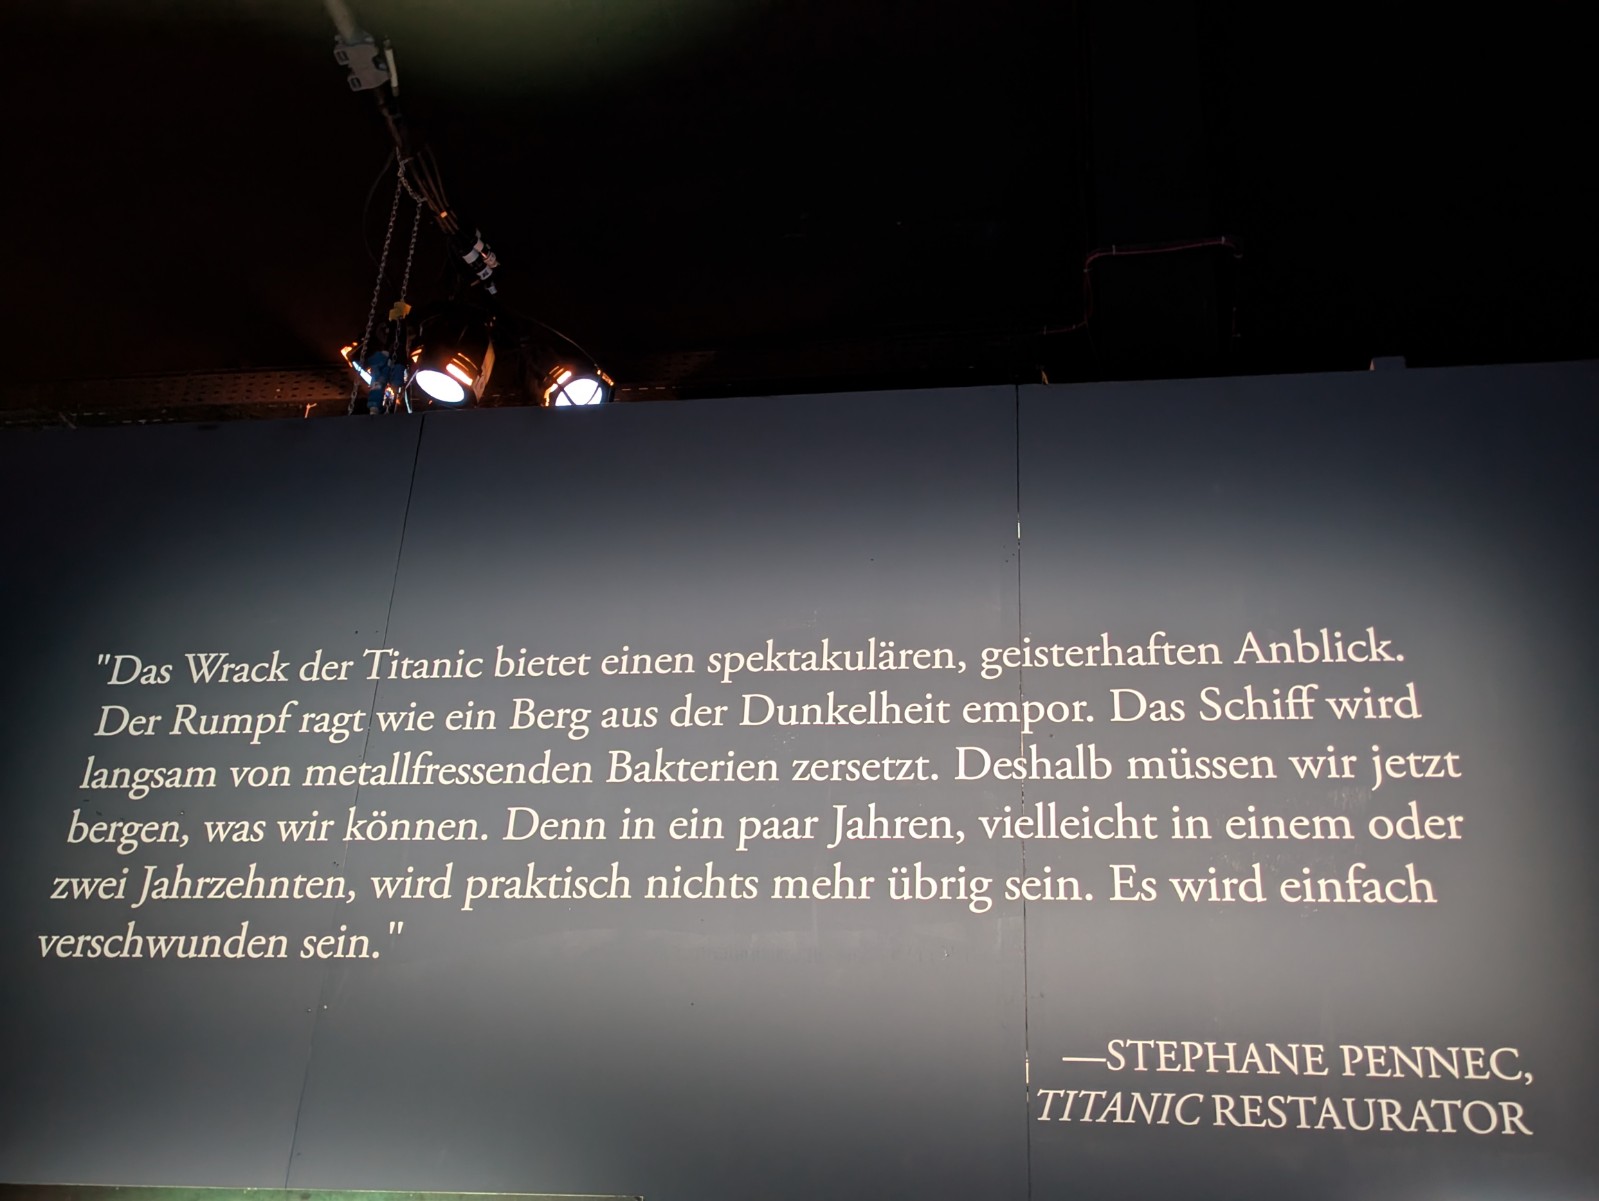 "Das Wrack der Titanic bietet einen spektakulären, geisterhaften Anblick.
Der Rumpf ragt wie ein Berg aus der Dunkelheit empor. Das Schiff wird
langsam von metallfressenden Bakterien zersetzt. Deshalb müssen wir jetzt
bergen, was wir können. Denn in ein paar Jahren, vielleicht in einem oder
zwei Jahrzehnten, wird praktisch nichts mehr übrig sein. Es wird einfach
verschwunden sein."
—STEPHANE PENNEC,
TITANIC RESTAURATOR